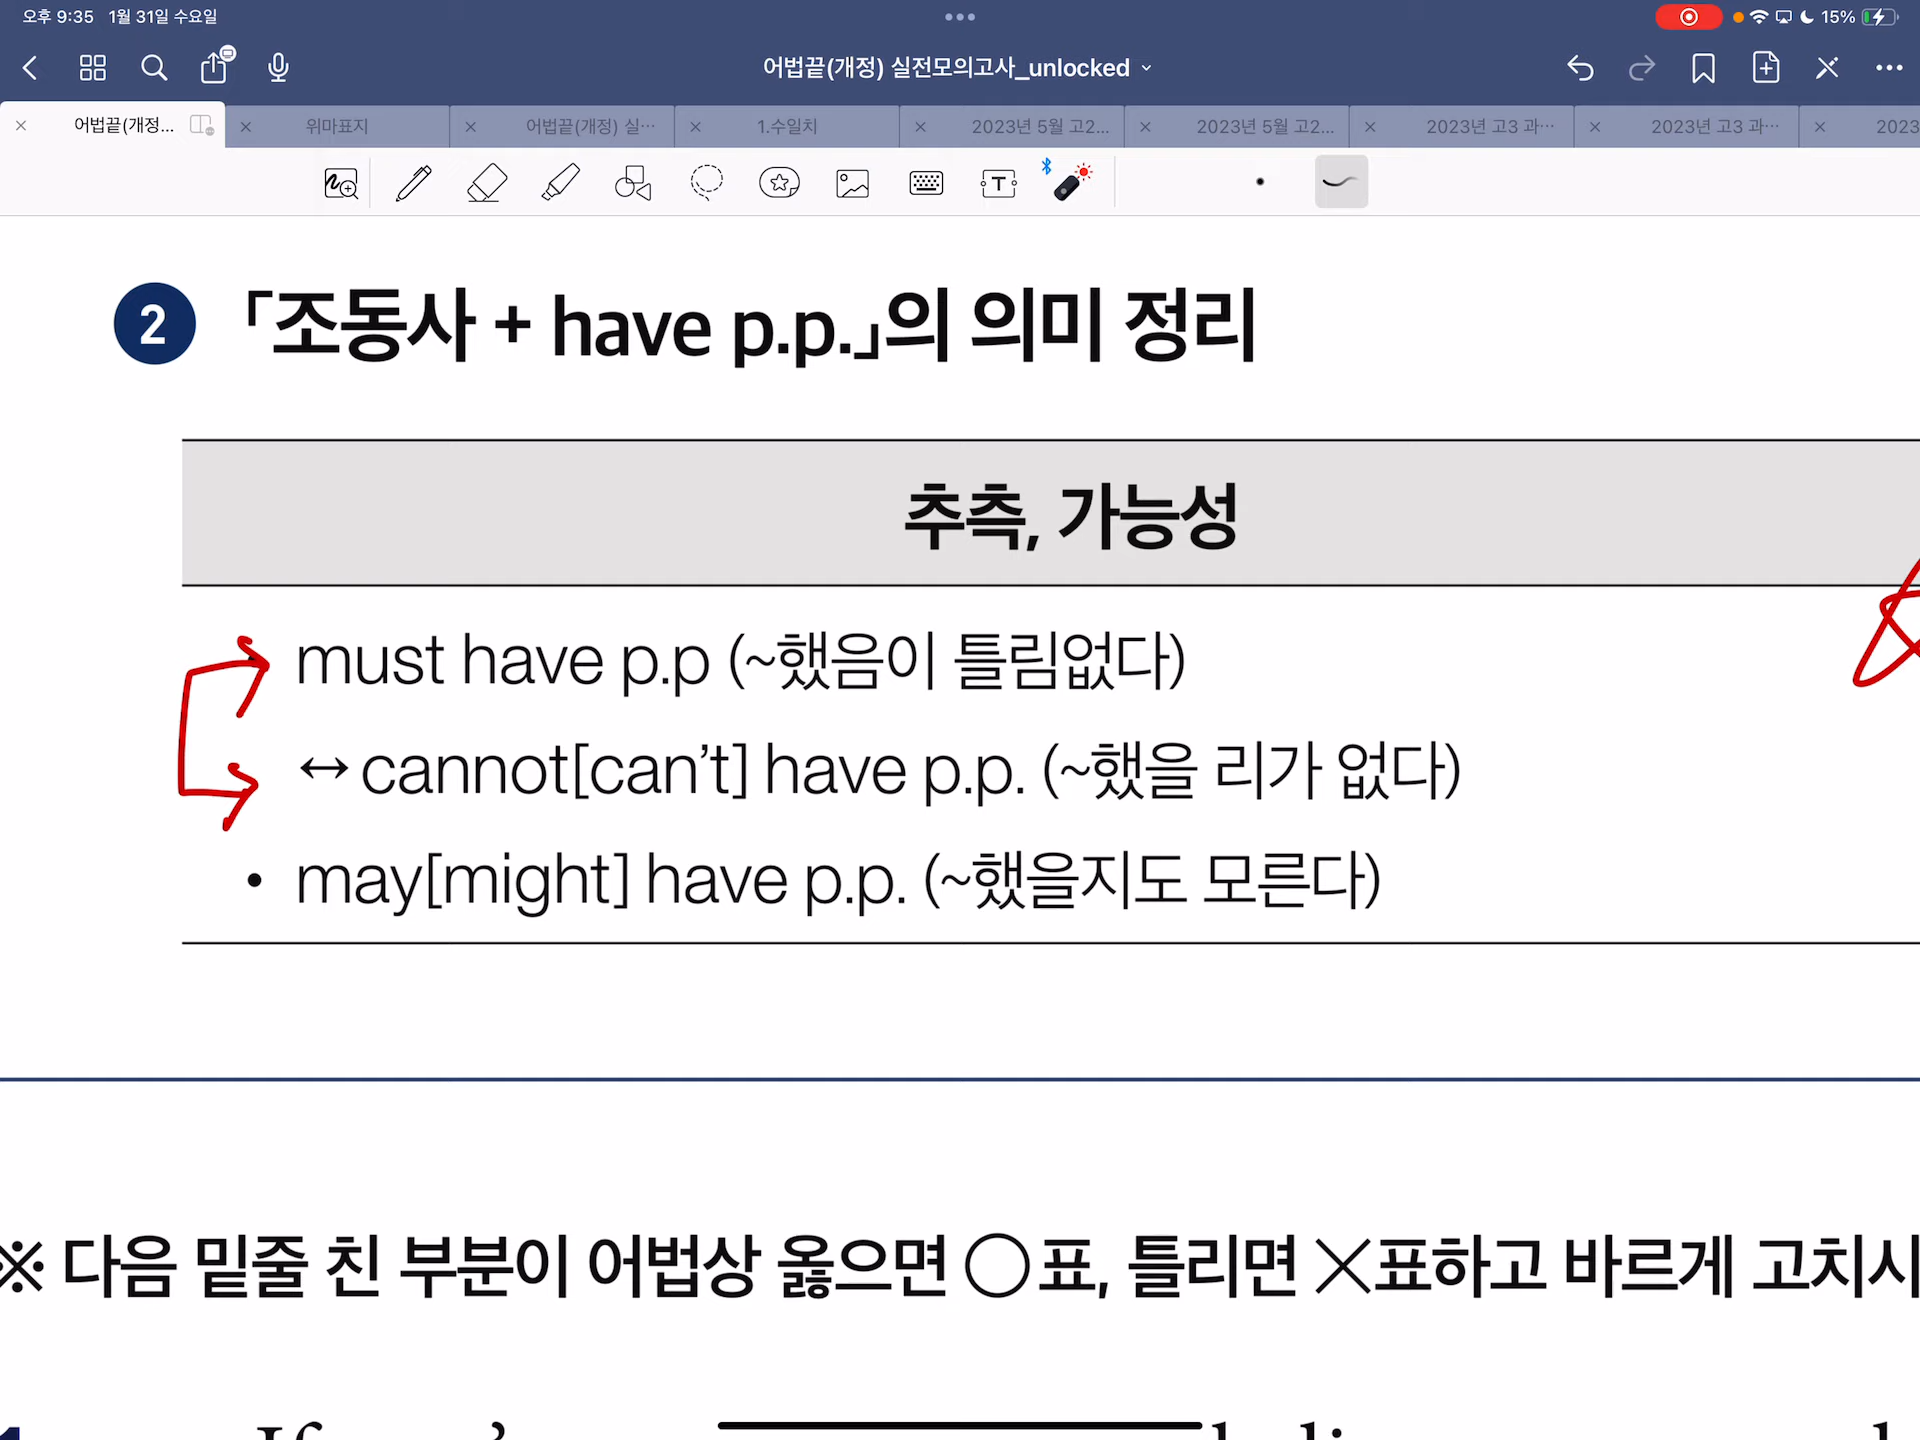 오후 9:35 1월 31일 수요일
15%
어법끝(개정) 실전모의고사_unlocked
어법끝(개정...
위마표지
어법끝(개정) 실...
1.수일치
2023년 5월 고2...
2023년 5월 고2...
2023년 고3 과...
2023년 고3 과...
2023
2 「조동사 + have p.p.」의 의미 정리
추측, 가능성
must have p.p (~했음이 틀림없다)
↔ cannot[can't] have p.p. (~했을 리가 없다)
• may[might] have p.p. (~했을지도 모른다)
※ 다음 밑줄 친 부분이 어법상 옳으면 ◯표, 틀리면 ╳표하고 바르게 고치시